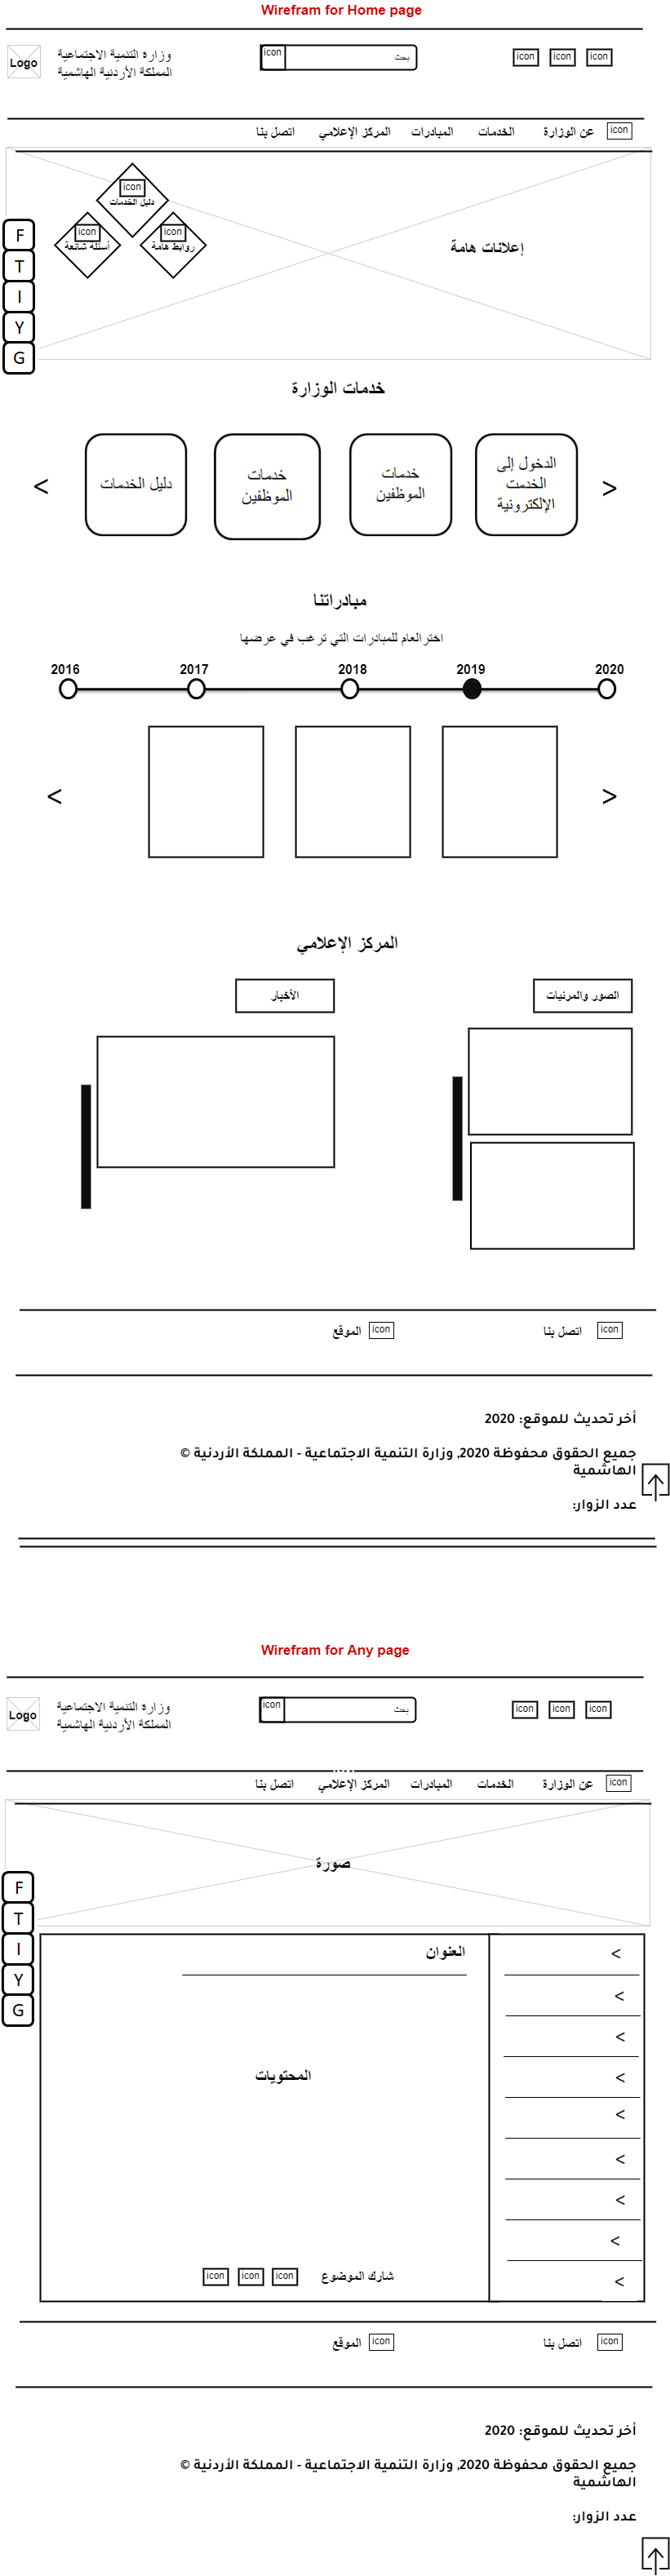 Wirefram for Home page
Logo
وزارة التنمية الاجتماعية
المملكة الأردنية الهاشمية
icon
بحث
icon icon icon
icon عن الوزارة الخدمات المبادرات المركز الإعلامي اتصل بنا
icon
دليل الخدمات
icon
أسئلة شائعة
icon
روابط هامة
إعلانات هامة
F
T
I
Y
G
خدمات الوزارة
<
دليل الخدمات
خدمات
الموظفين
خدمات
الموظفين
الدخول إلى
الخدمت
الإلكترونية
>
مبادراتنا
اخترالعام للمبادرات التي ترغب في عرضها
2016 2017 2018 2019 2020
< >
المركز الإعلامي
الصور والمرئيات
الأخبار
icon اتصل بنا
icon الموقع
أخر تحديث للموقع: 2020
جميع الحقوق محفوظة 2020, وزارة التنمية الاجتماعية - المملكة الأردنية ©
الهاشمية
عدد الزوار:
Wirefram for Any page
Logo
وزارة التنمية الاجتماعية
المملكة الأردنية الهاشمية
icon
بحث
icon icon icon
icon عن الوزارة الخدمات المبادرات المركز الإعلامي اتصل بنا
صورة
F
T
I
Y
G
العنوان
المحتويات
<
<
<
<
<
<
<
<
<
شارك الموضوع
icon icon icon
icon اتصل بنا
icon الموقع
أخر تحديث للموقع: 2020
جميع الحقوق محفوظة 2020, وزارة التنمية الاجتماعية - المملكة الأردنية ©
الهاشمية
عدد الزوار: